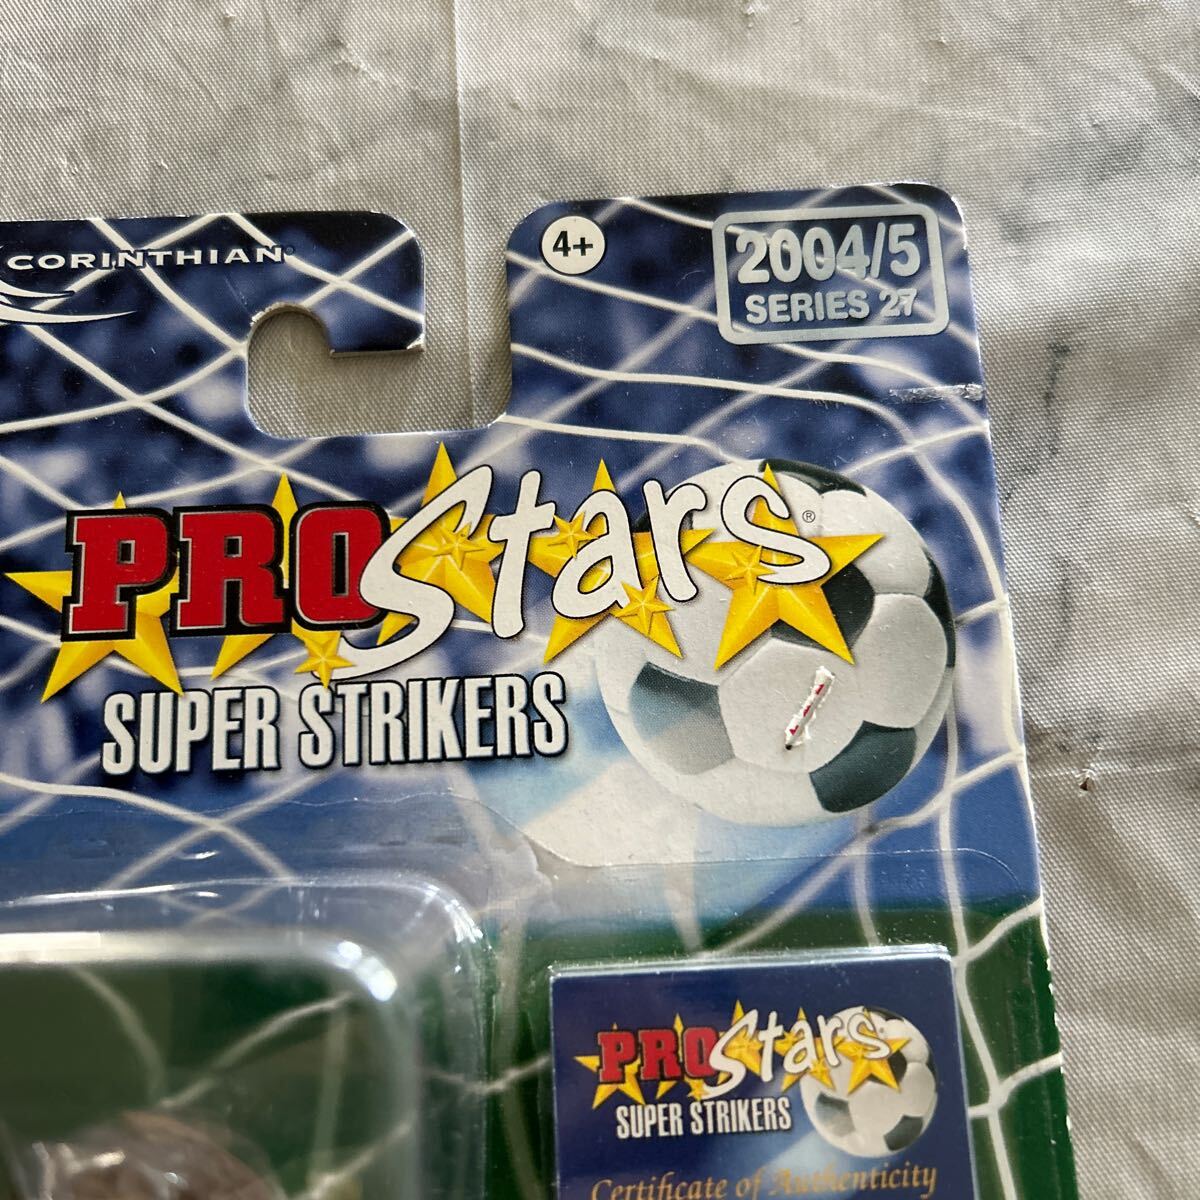 CORINTHIAN®
4+
2004/5
SERIES 27
PROStars®
SUPER STRIKERS
PROStars
SUPER STRIKERS
Certificate of Authenticity